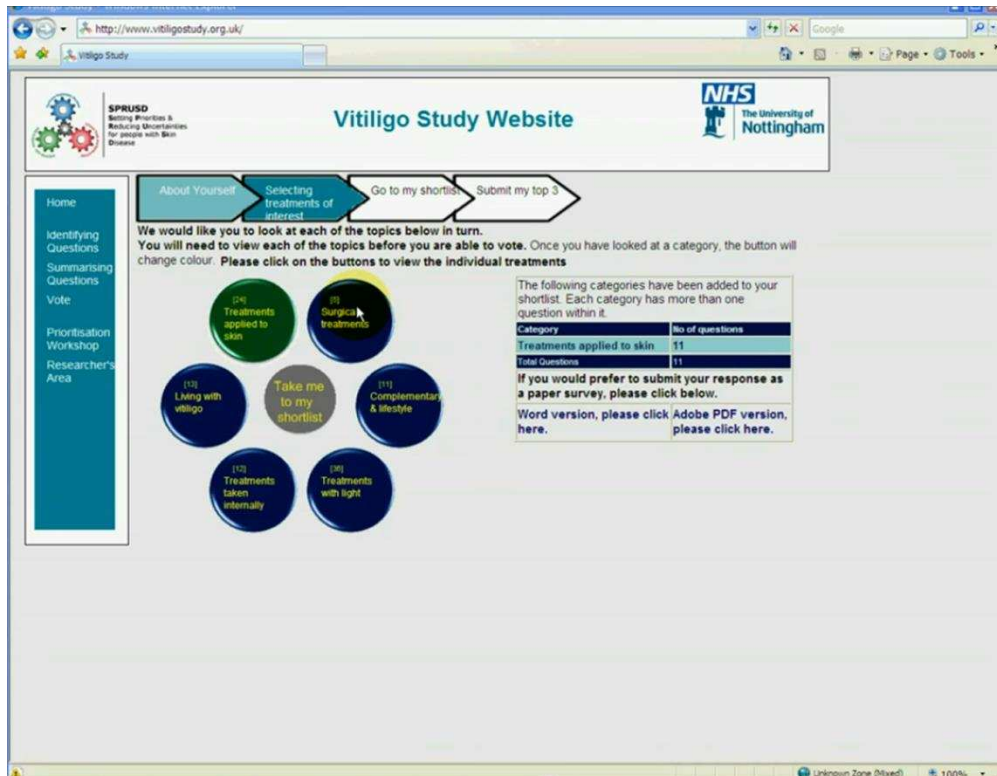 Vitiligo Study - Windows Internet Explorer
http://www.vitiligostudy.org.uk/
Google
Vitiligo Study
Page
Tools
SPRUSD
Setting Priorities &
Reducing Uncertainties
for people with Skin
Disease
Vitiligo Study Website
NHS
The University of
Nottingham
Home
Identifying
Questions
Summarising
Questions
Vote
Prioritisation
Workshop
Researcher's
Area
About Yourself
Selecting
treatments of
interest
Go to my shortlist
Submit my top 3
We would like you to look at each of the topics below in turn.
You will need to view each of the topics before you are able to vote. Once you have looked at a category, the button will
change colour. Please click on the buttons to view the individual treatments
[24]
Treatments
applied to
skin
Surgical
treatments
[13]
Living with
vitiligo
Take me
to my
shortlist
[11]
Complementary
& lifestyle
[12]
Treatments
taken
internally
[36]
Treatments
with light
The following categories have been added to your
shortlist. Each category has more than one
question within it.
Category No of questions
Treatments applied to skin 11
Total Questions 11
If you would prefer to submit your response as
a paper survey, please click below.
Word version, please click
here.
Adobe PDF version,
please click here.
Unknown Zone (Mixed)
100%